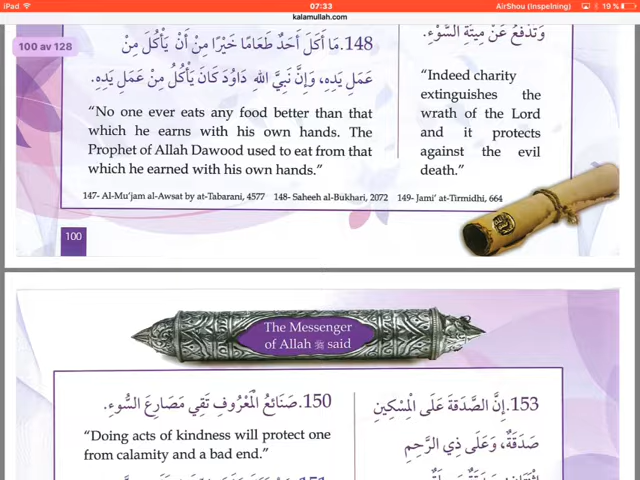 iPad
07:33
AirShou (Inspelning)
19 %
kalamullah.com
100 av 128
148. مَا أَكَلَ أَحَدٌ طَعَامًا خَيْرًا مِنْ أَنْ يَأْكُلَ مِنْ
عَمَلِ يَدِهِ، وَإِنَّ نَبِيَّ اللهِ دَاوُدَ كَانَ يَأْكُلُ مِنْ عَمَلِ يَدِهِ.
“No one ever eats any food better than that
which he earns with his own hands. The
Prophet of Allah Dawood used to eat from that
which he earned with his own hands.”
وَتَدْفَعُ عَنْ مِيتَةِ السُّوْءِ.
“Indeed charity
extinguishes the
wrath of the Lord
and it protects
against the evil
death.”
147- Al-Mu’jam al-Awsat by at-Tabarani, 4577 148- Saheeh al-Bukhari, 2072 149- Jami’ at-Tirmidhi, 664
100
The Messenger
of Allah ﷺ said
150. صَنَائِعُ الْمَعْرُوفِ تَقِي مَصَارِعَ السُّوءِ.
“Doing acts of kindness will protect one
from calamity and a bad end.”
153. إِنَّ الصَّدَقَةَ عَلَى الْمِسْكِينِ
صَدَقَةٌ، وَعَلَى ذِي الرَّحِمِ